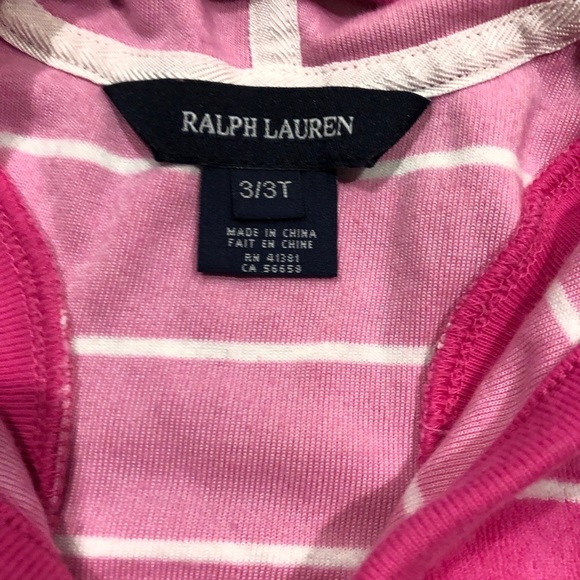 RALPH LAUREN
3/3T
MADE IN CHINA
FAIT EN CHINE
RN 41381
CA 56658